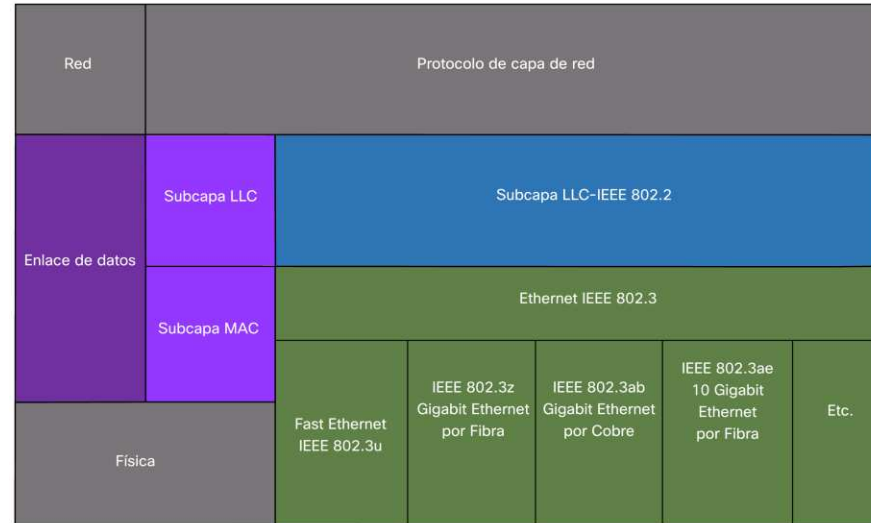 Red
Protocolo de capa de red
Enlace de datos
Subcapa LLC
Subcapa LLC-IEEE 802.2
Subcapa MAC
Ethernet IEEE 802.3
Fast Ethernet
IEEE 802.3u
IEEE 802.3z
Gigabit Ethernet
por Fibra
IEEE 802.3ab
Gigabit Ethernet
por Cobre
IEEE 802.3ae
10 Gigabit
Ethernet
por Fibra
Etc.
Física